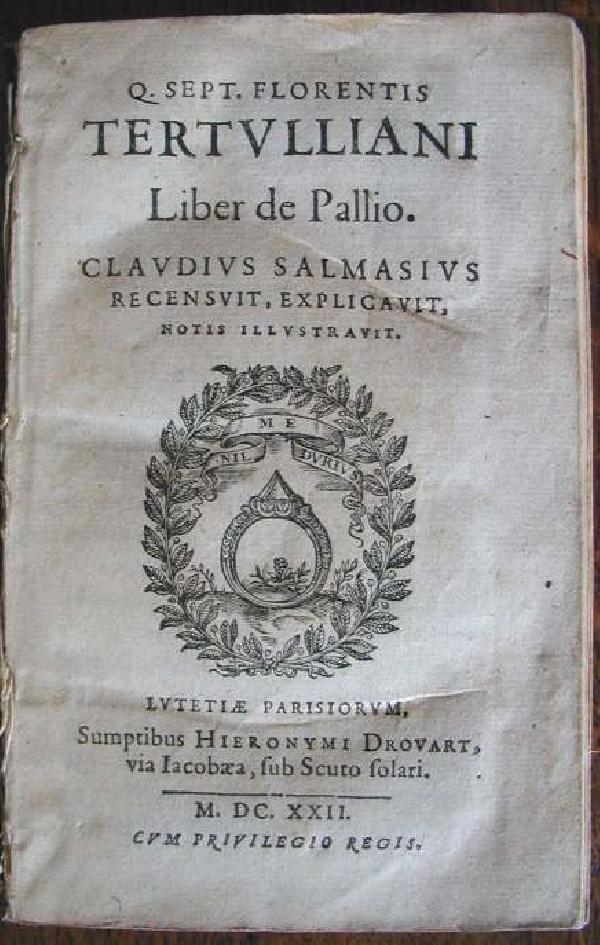 Q. SEPT. FLORENTIS
TERTVLLIANI
Liber de Pallio.
CLAVDIVS SALMASIVS
RECENSVIT, EXPLICAVIT,
NOTIS ILLVSTRAVIT.
NIL ME DVRIVS
LVTETIÆ PARISIORVM,
Sumptibus HIERONYMI DROVART,
via Iacobæa, ſub Scuto ſolari.
M. DC. XXII.
CVM PRIVILEGIO REGIS.